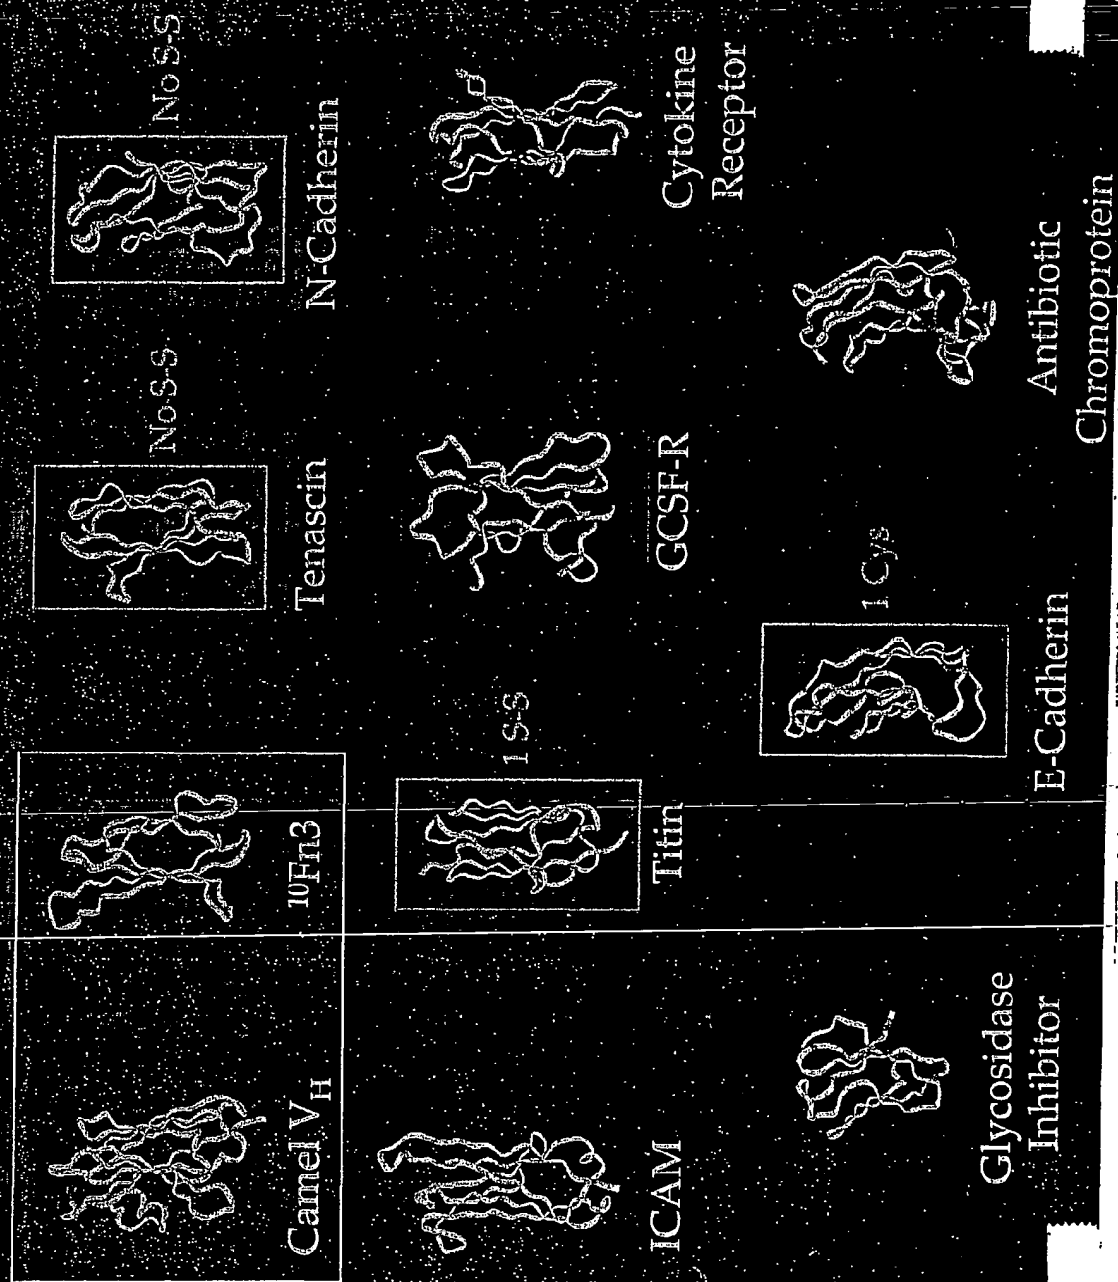 Camel VH
¹⁰Fn3
Tenascin
No S-S
N-Cadherin
No S-S
ICAM
Titin
1 S-S
GCSF-R
Cytokine
Receptor
Glycosidase
Inhibitor
E-Cadherin
1 Cys
Antibiotic
Chromoprotein